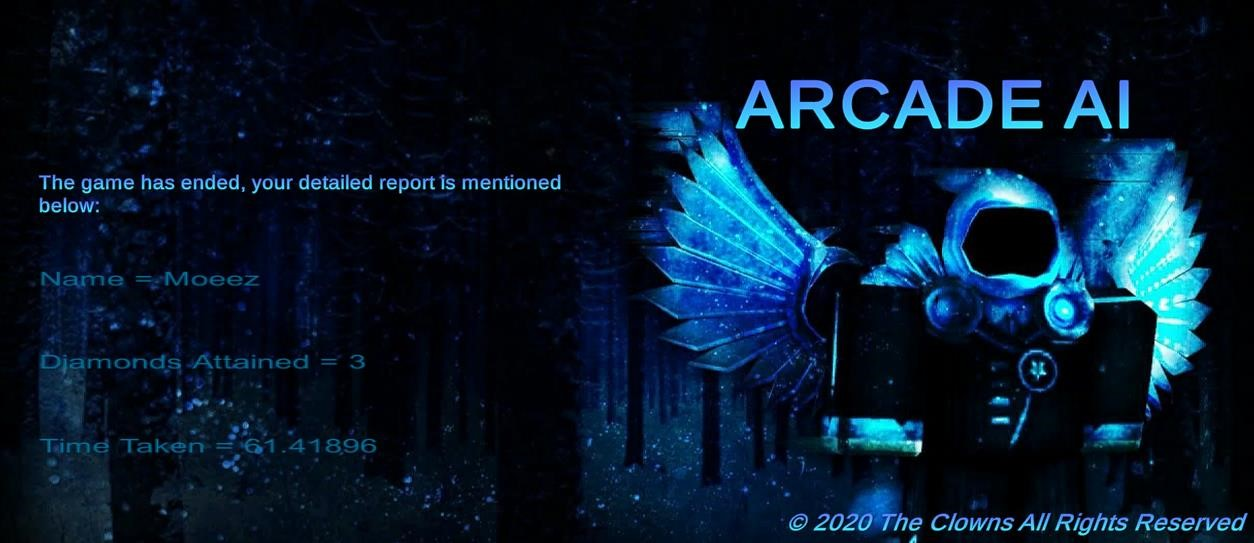 ARCADE AI
The game has ended, your detailed report is mentioned
below:
Name = Moeez
Diamonds Attained = 3
Time Taken = 61.41896
© 2020 The Clowns All Rights Reserved